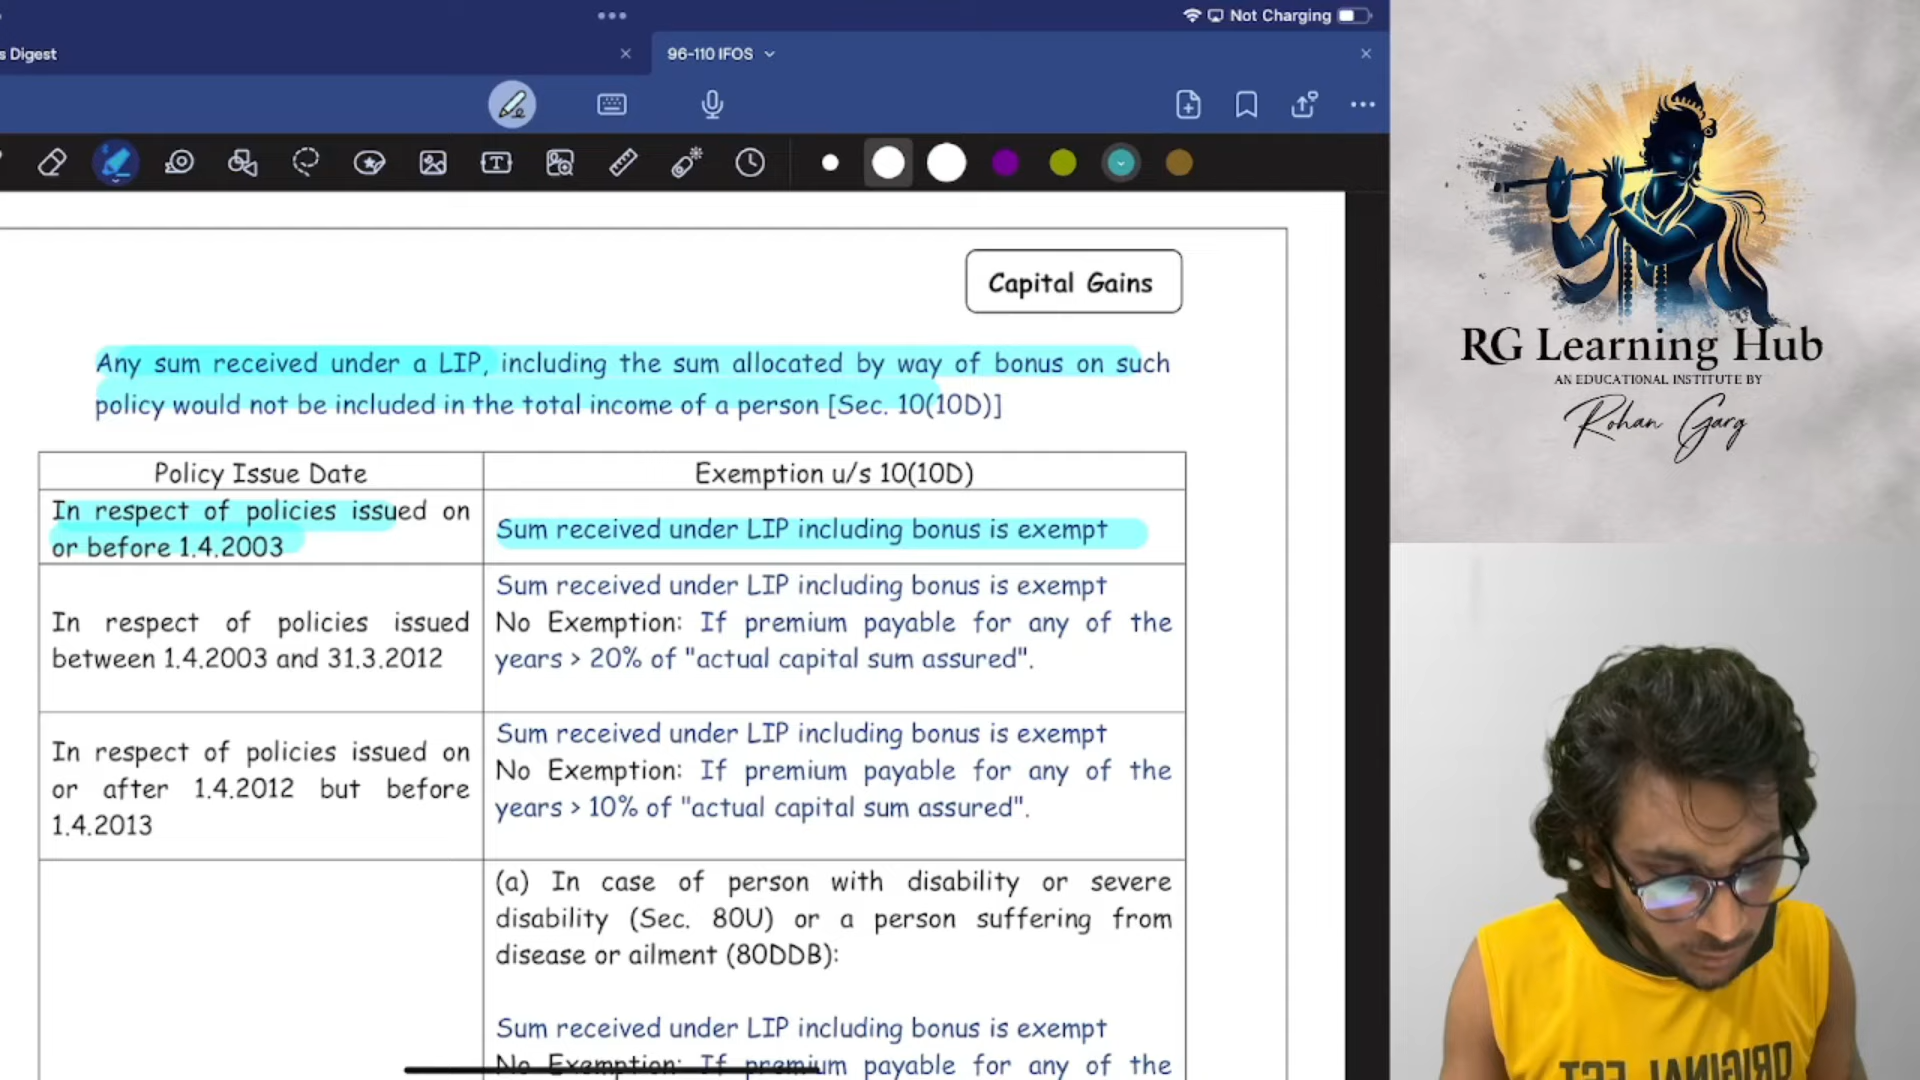 Not Charging
s Digest
96-110 IFOS
Capital Gains
Any sum received under a LIP, including the sum allocated by way of bonus on such
policy would not be included in the total income of a person [Sec. 10(10D)]
Policy Issue Date
Exemption u/s 10(10D)
In respect of policies issued on
or before 1.4.2003
Sum received under LIP including bonus is exempt
In respect of policies issued
between 1.4.2003 and 31.3.2012
Sum received under LIP including bonus is exempt
No Exemption: If premium payable for any of the
years > 20% of "actual capital sum assured".
In respect of policies issued on
or after 1.4.2012 but before
1.4.2013
Sum received under LIP including bonus is exempt
No Exemption: If premium payable for any of the
years > 10% of "actual capital sum assured".
(a) In case of person with disability or severe
disability (Sec. 80U) or a person suffering from
disease or ailment (80DDB):
Sum received under LIP including bonus is exempt
No Exemption: If premium payable for any of the
RG Learning Hub
AN EDUCATIONAL INSTITUTE BY
Rohan Garg
ORIGINAL EST